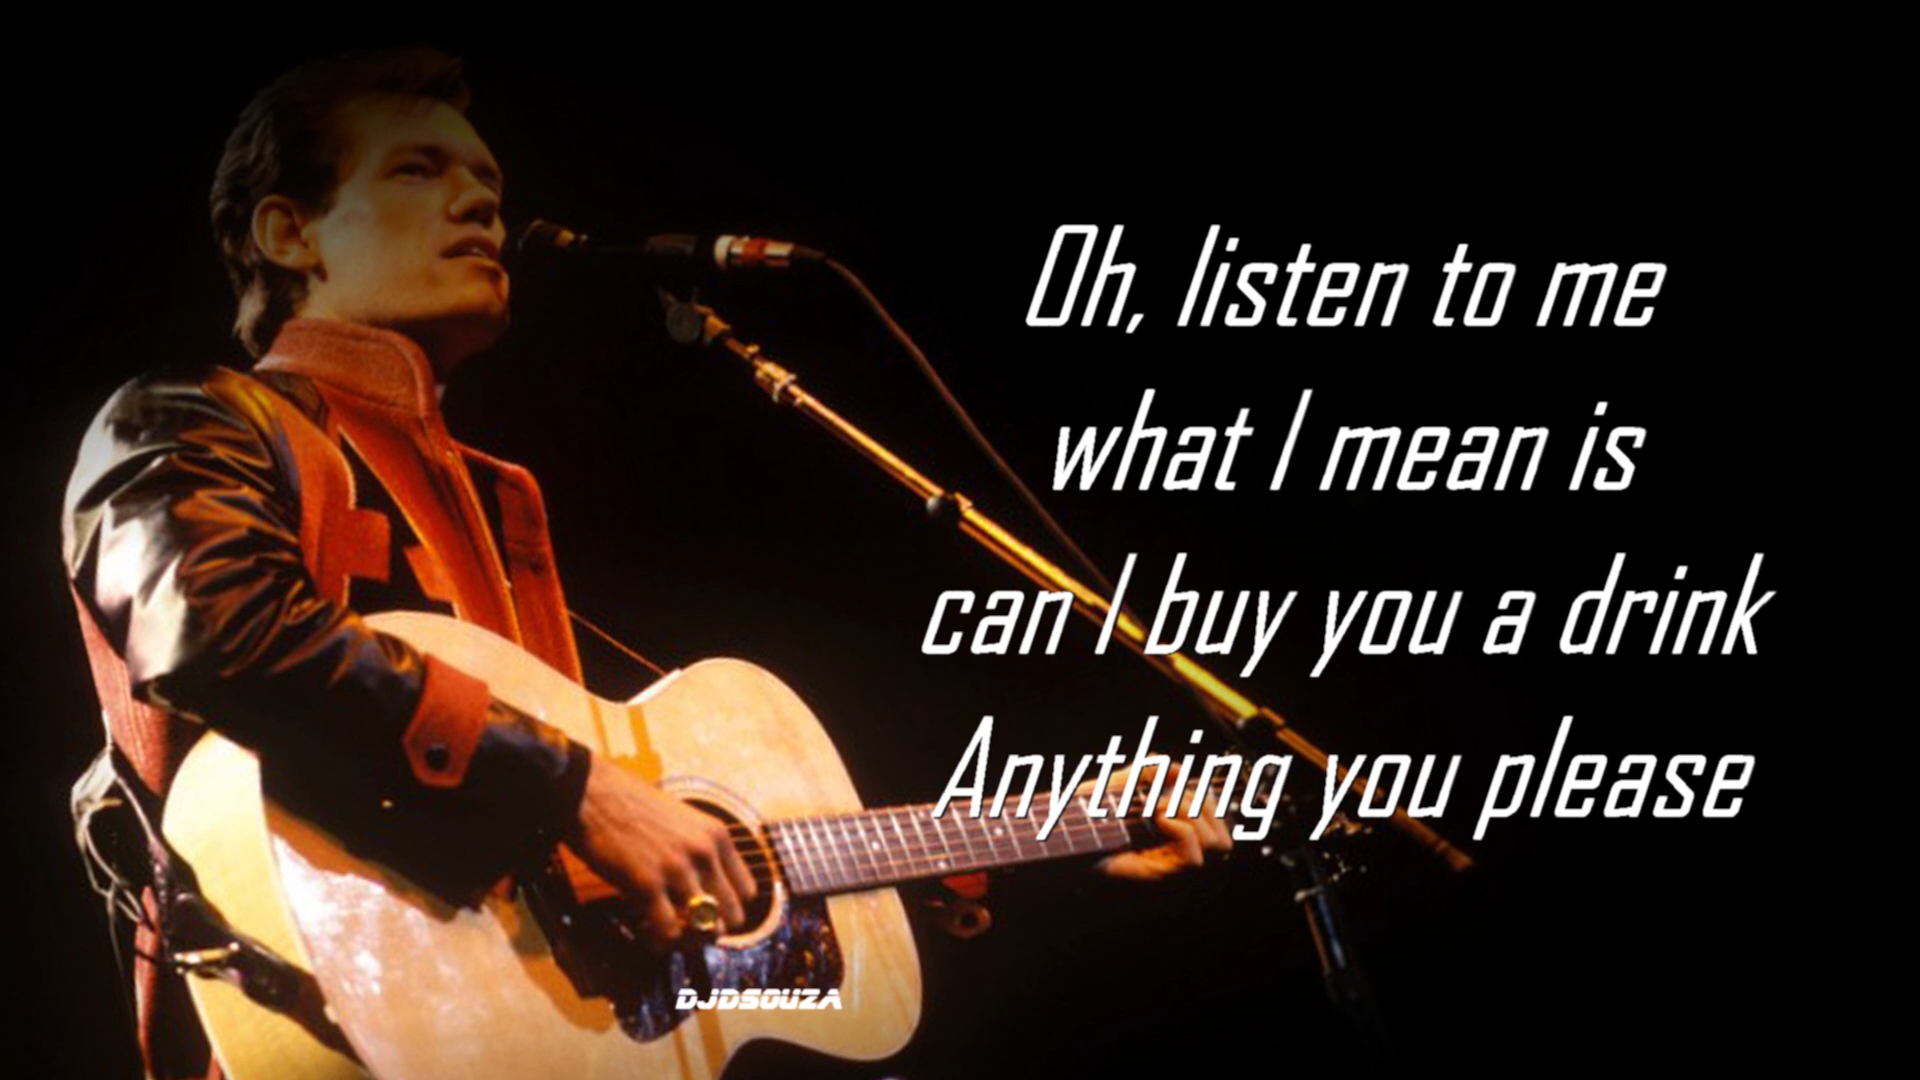 Oh, listen to me
what I mean is
can I buy you a drink
Anything you please
DJDSOUZA